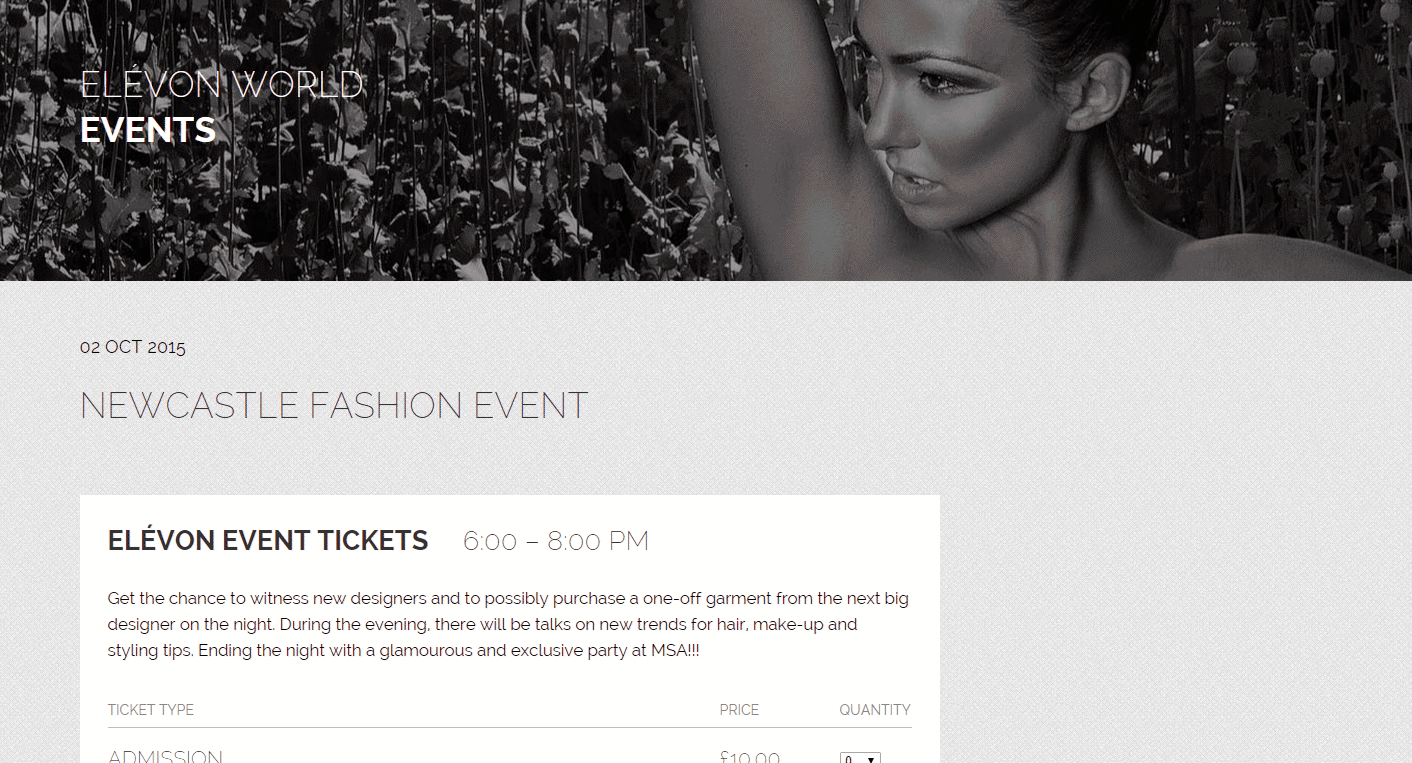 ELÉVON WORLD
EVENTS
02 OCT 2015
NEWCASTLE FASHION EVENT
ELÉVON EVENT TICKETS 6:00 – 8:00 PM
Get the chance to witness new designers and to possibly purchase a one-off garment from the next big
designer on the night. During the evening, there will be talks on new trends for hair, make-up and
styling tips. Ending the night with a glamourous and exclusive party at MSA!!!
TICKET TYPE PRICE QUANTITY
ADMISSION £10.00 0